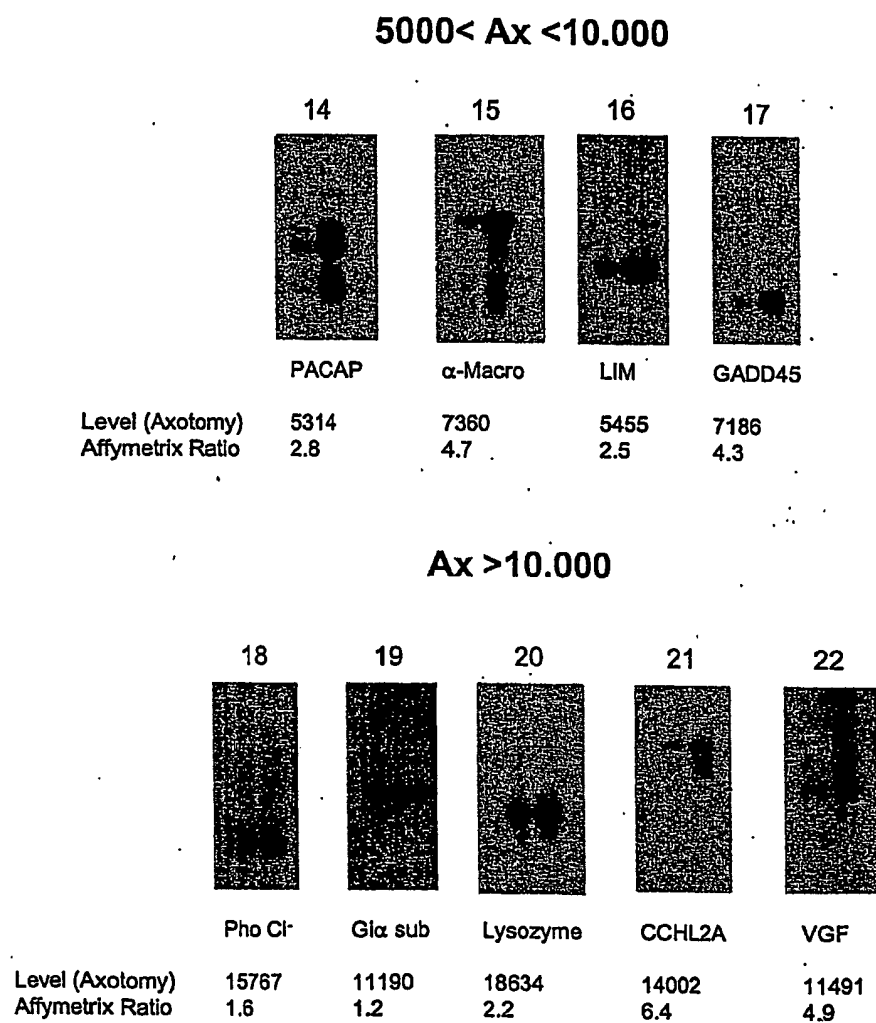 5000< Ax <10.000
14 15 16 17
PACAP α-Macro LIM GADD45
Level (Axotomy) 5314 7360 5455 7186
Affymetrix Ratio 2.8 4.7 2.5 4.3
Ax >10.000
18 19 20 21 22
Pho Cl- Giα sub Lysozyme CCHL2A VGF
Level (Axotomy) 15767 11190 18634 14002 11491
Affymetrix Ratio 1.6 1.2 2.2 6.4 4.9